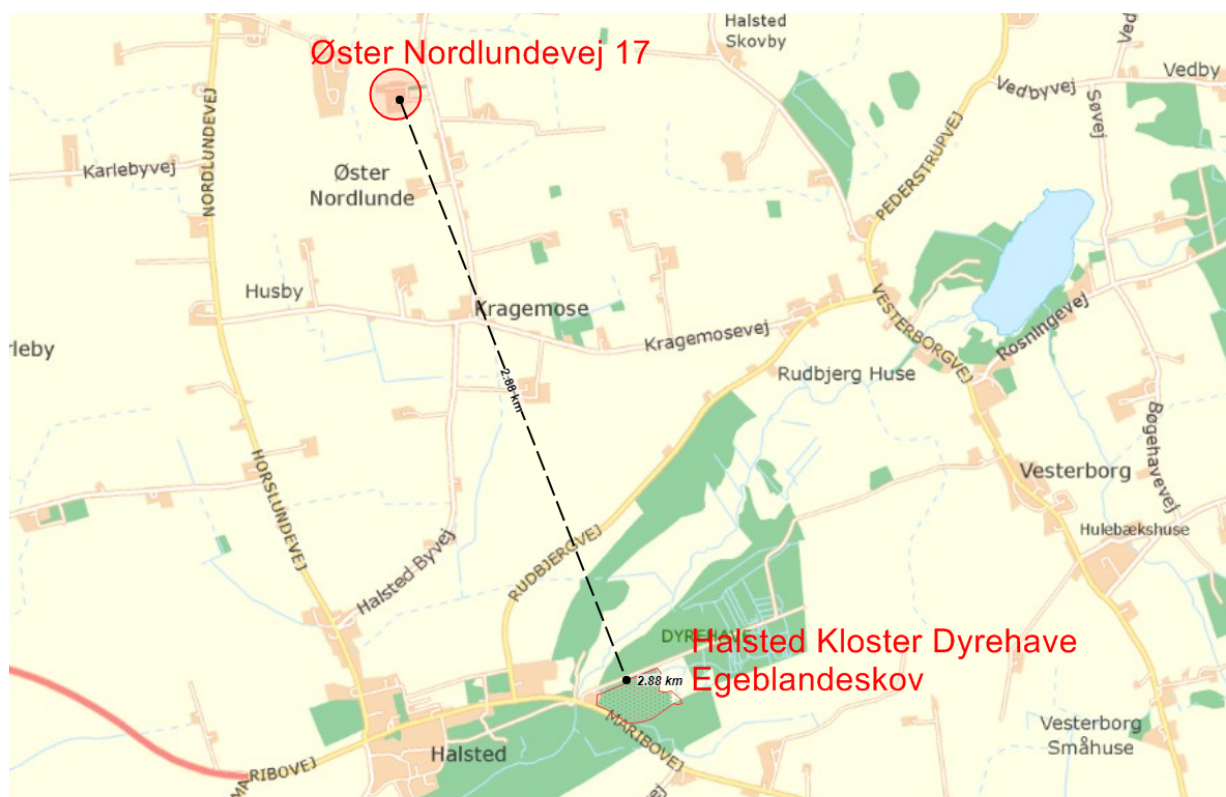 Halsted
Skovby
Øster Nordlundevej 17
Vedby
Vedbyvej
Søvej
Karlebyvej
NORDLUNDEVEJ
Øster
Nordlunde
PEDERSTRUPVEJ
Husby
Kragemose
Kragemosevej
VESTERBORGVEJ
Rosningevej
rleby
Rudbjerg Huse
2.88 km
Bøgehavevej
HORSLUNDEVEJ
Vesterborg
Hulebækshuse
Halsted Byvej
RUDBJERGVEJ
DYREHAVE
Halsted Kloster Dyrehave
Egeblandeskov
2.88 km
MARIBOVEJ
Halsted
Vesterborg
Småhuse
MARIBOVEJ